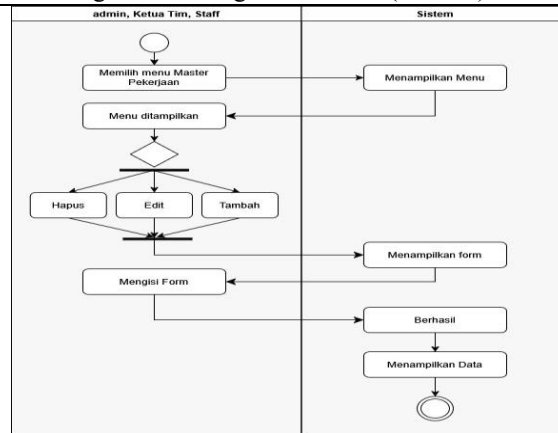 admin, Ketua Tim, Staff
Sistem
Memilih menu Master
Pekerjaan
Menampilkan Menu
Menu ditampilkan
Hapus
Edit
Tambah
Menampilkan form
Mengisi Form
Berhasil
Menampilkan Data